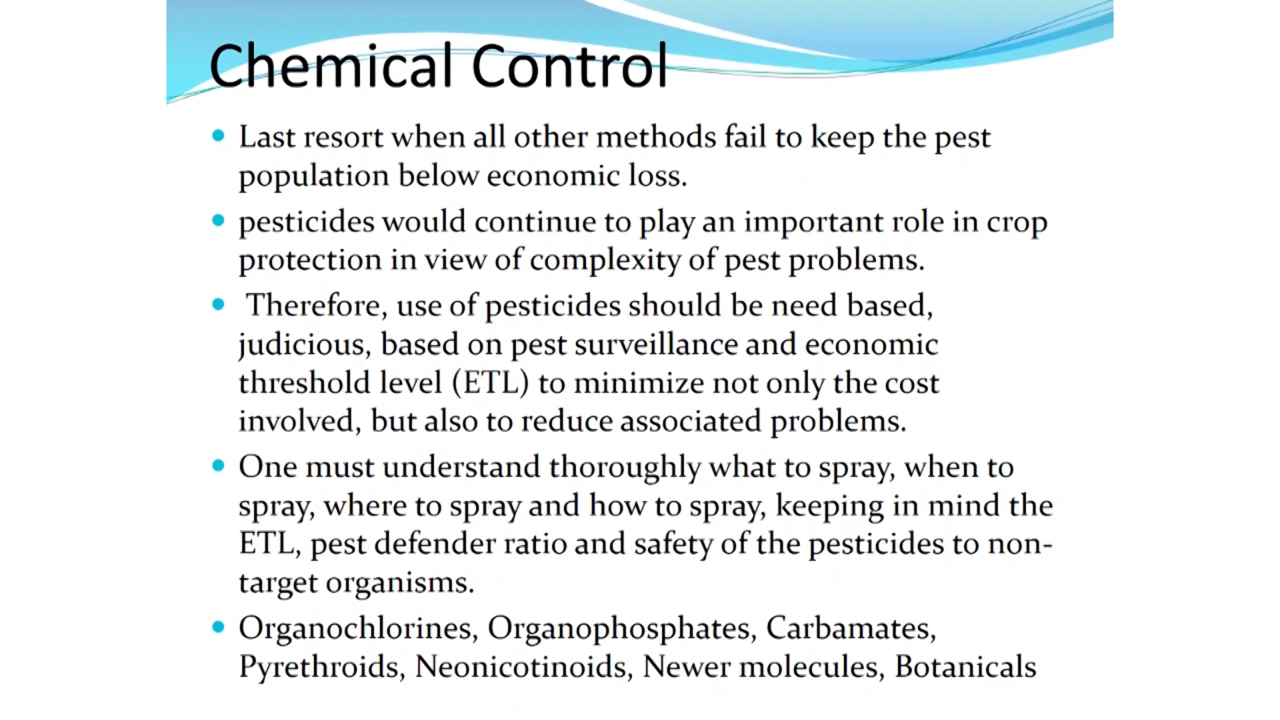 Chemical Control
• Last resort when all other methods fail to keep the pest
population below economic loss.
• pesticides would continue to play an important role in crop
protection in view of complexity of pest problems.
• Therefore, use of pesticides should be need based,
judicious, based on pest surveillance and economic
threshold level (ETL) to minimize not only the cost
involved, but also to reduce associated problems.
• One must understand thoroughly what to spray, when to
spray, where to spray and how to spray, keeping in mind the
ETL, pest defender ratio and safety of the pesticides to non-
target organisms.
• Organochlorines, Organophosphates, Carbamates,
Pyrethroids, Neonicotinoids, Newer molecules, Botanicals